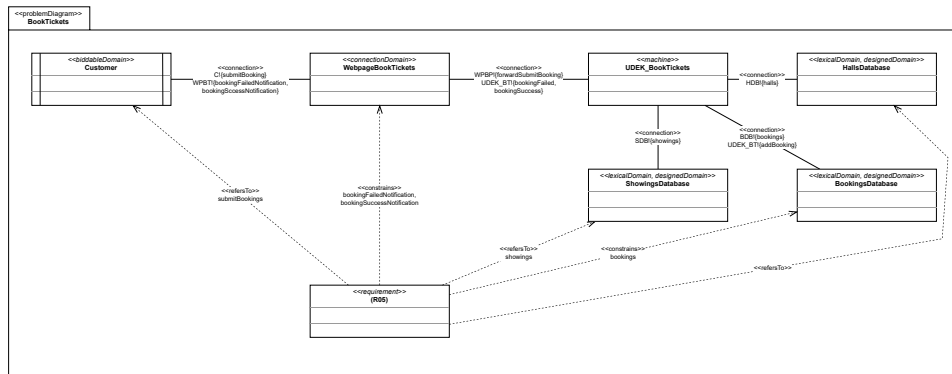 <<problemDiagram>>
BookTickets
<<biddableDomain>>
Customer
<<connection>>
C!{submitBooking}
WPBT!{bookingFailedNotification,
bookingSccessNotification}
<<connectionDomain>>
WebpageBookTickets
<<connection>>
WPBP!{forwardSubmitBooking}
UDEK_BT!{bookingFailed,
bookingSuccess}
<<machine>>
UDEK_BookTickets
<<connection>>
HDB!{halls}
<<lexicalDomain, designedDomain>>
HallsDatabase
<<connection>>
SDB!{showings}
<<connection>>
BDB!{bookings}
UDEK_BT!{addBooking}
<<lexicalDomain, designedDomain>>
ShowingsDatabase
<<lexicalDomain, designedDomain>>
BookingsDatabase
<<refersTo>>
submitBookings
<<constrains>>
bookingFailedNotification,
bookingSuccessNotification
<<refersTo>>
showings
<<constrains>>
bookings
<<refersTo>>
<<requirement>>
(R05)